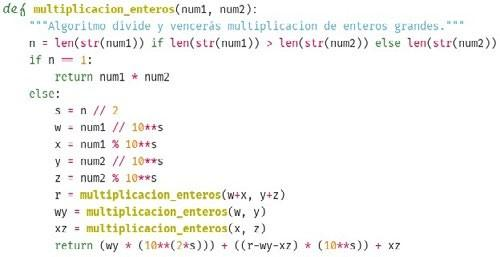 def multiplicacion_enteros(num1, num2):
    """Algoritmo divide y vencerás multiplicacion de enteros grandes."""
    n = len(str(num1)) if len(str(num1)) > len(str(num2)) else len(str(num2))
    if n == 1:
        return num1 * num2
    else:
        s = n // 2
        w = num1 // 10**s
        x = num1 % 10**s
        y = num2 // 10**s
        z = num2 % 10**s
        r = multiplicacion_enteros(w+x, y+z)
        wy = multiplicacion_enteros(w, y)
        xz = multiplicacion_enteros(x, z)
        return (wy * (10**(2*s))) + ((r-wy-xz) * (10**s)) + xz